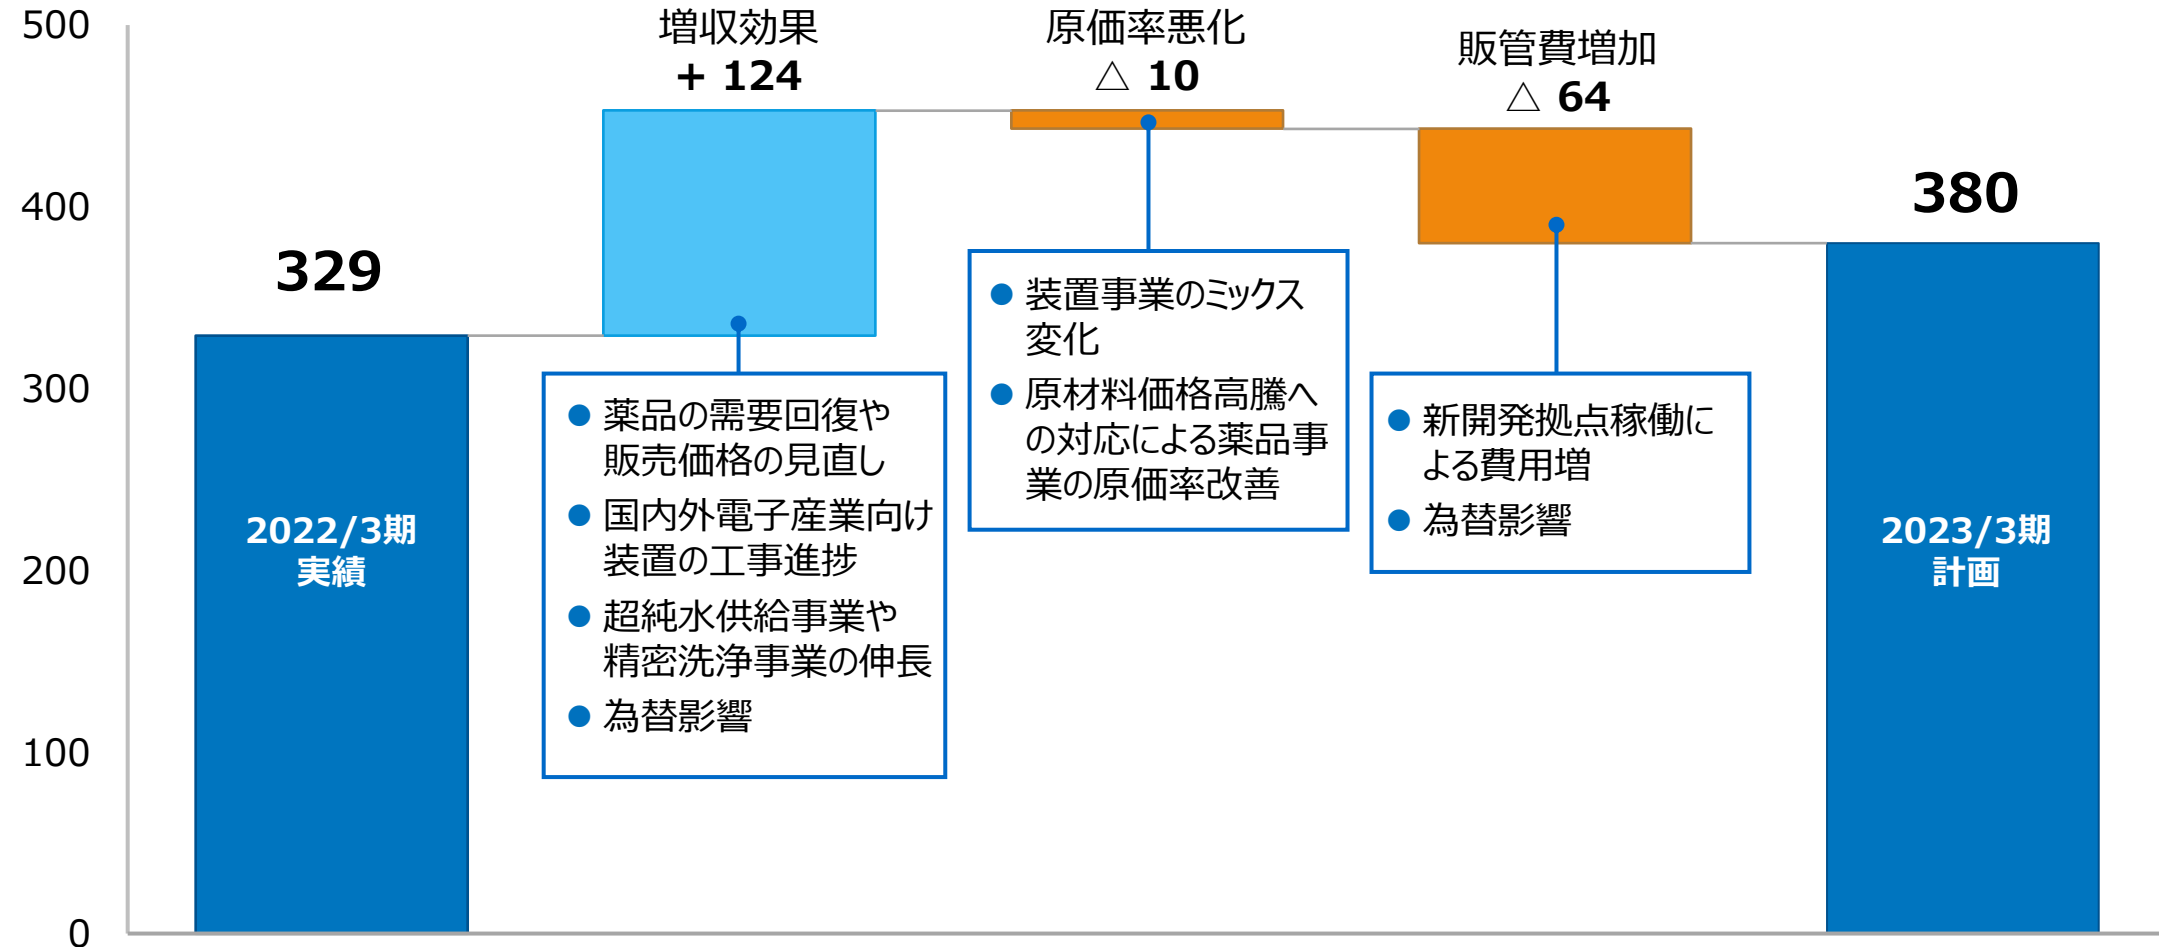 500
400
300
200
100
0
329
2022/3期
実績
増収効果
+ 124
● 薬品の需要回復や
販売価格の見直し
● 国内外電子産業向け
装置の工事進捗
● 超純水供給事業や
精密洗浄事業の伸長
● 為替影響
原価率悪化
△ 10
● 装置事業のミックス
変化
● 原材料価格高騰へ
の対応による薬品事
業の原価率改善
販管費増加
△ 64
● 新開発拠点稼働に
よる費用増
● 為替影響
380
2023/3期
計画